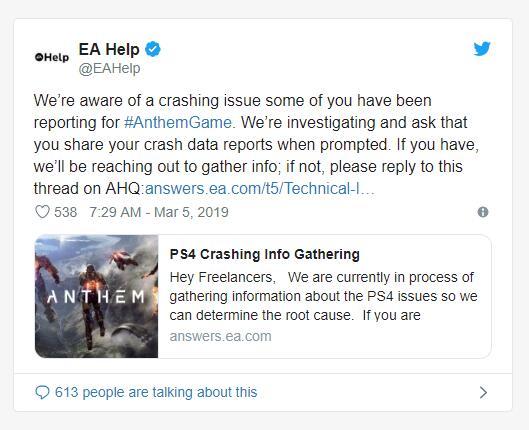 Help
EA Help
@EAHelp
We're aware of a crashing issue some of you have been
reporting for #AnthemGame. We're investigating and ask that
you share your crash data reports when prompted. If you have,
we'll be reaching out to gather info; if not, please reply to this
thread on AHQ:answers.ea.com/t5/Technical-I…
538 7:29 AM - Mar 5, 2019
ANTHEM
PS4 Crashing Info Gathering
Hey Freelancers, We are currently in process of
gathering information about the PS4 issues so we
can determine the root cause. If you are
answers.ea.com
613 people are talking about this